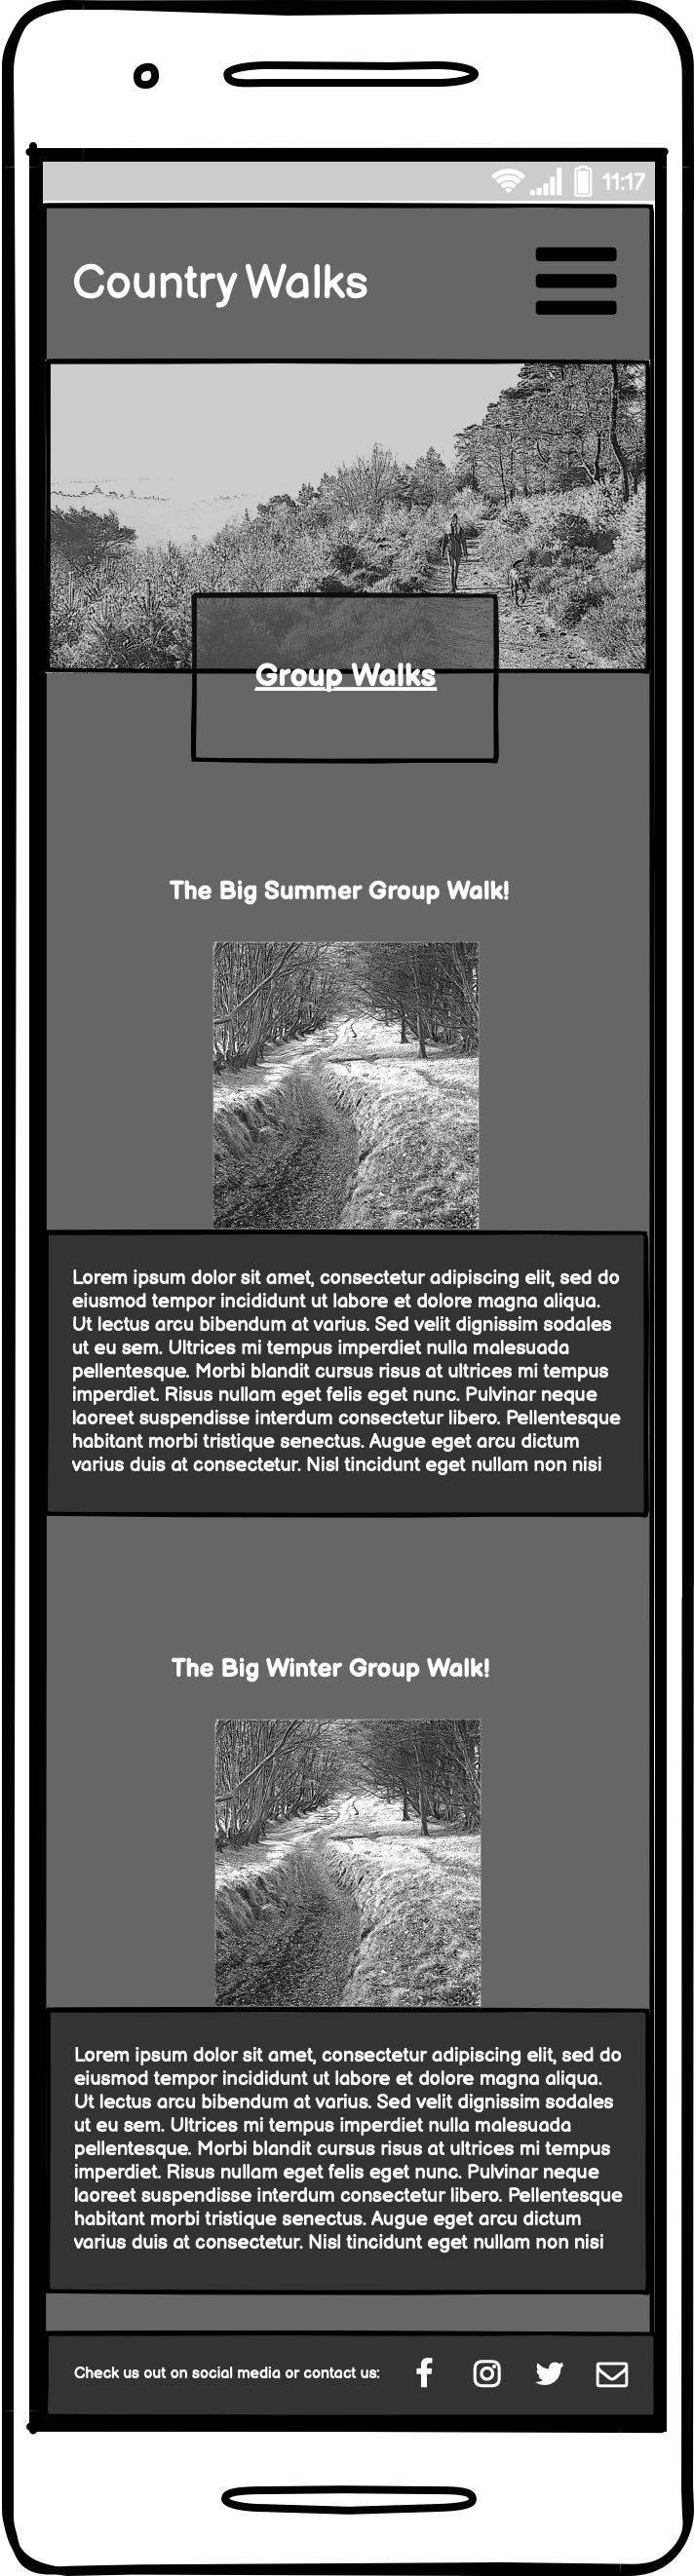 11:17
Country Walks
Group Walks
The Big Summer Group Walk!
Lorem ipsum dolor sit amet, consectetur adipiscing elit, sed do
eiusmod tempor incididunt ut labore et dolore magna aliqua.
Ut lectus arcu bibendum at varius. Sed velit dignissim sodales
ut eu sem. Ultrices mi tempus imperdiet nulla malesuada
pellentesque. Morbi blandit cursus risus at ultrices mi tempus
imperdiet. Risus nullam eget felis eget nunc. Pulvinar neque
laoreet suspendisse interdum consectetur libero. Pellentesque
habitant morbi tristique senectus. Augue eget arcu dictum
varius duis at consectetur. Nisl tincidunt eget nullam non nisi
The Big Winter Group Walk!
Lorem ipsum dolor sit amet, consectetur adipiscing elit, sed do
eiusmod tempor incididunt ut labore et dolore magna aliqua.
Ut lectus arcu bibendum at varius. Sed velit dignissim sodales
ut eu sem. Ultrices mi tempus imperdiet nulla malesuada
pellentesque. Morbi blandit cursus risus at ultrices mi tempus
imperdiet. Risus nullam eget felis eget nunc. Pulvinar neque
laoreet suspendisse interdum consectetur libero. Pellentesque
habitant morbi tristique senectus. Augue eget arcu dictum
varius duis at consectetur. Nisl tincidunt eget nullam non nisi
Check us out on social media or contact us: